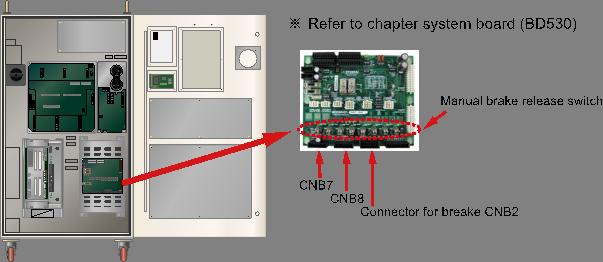 ※ Refer to chapter system board (BD530)
Manual brake release switch
CNB7
CNB8
Connector for breake CNB2